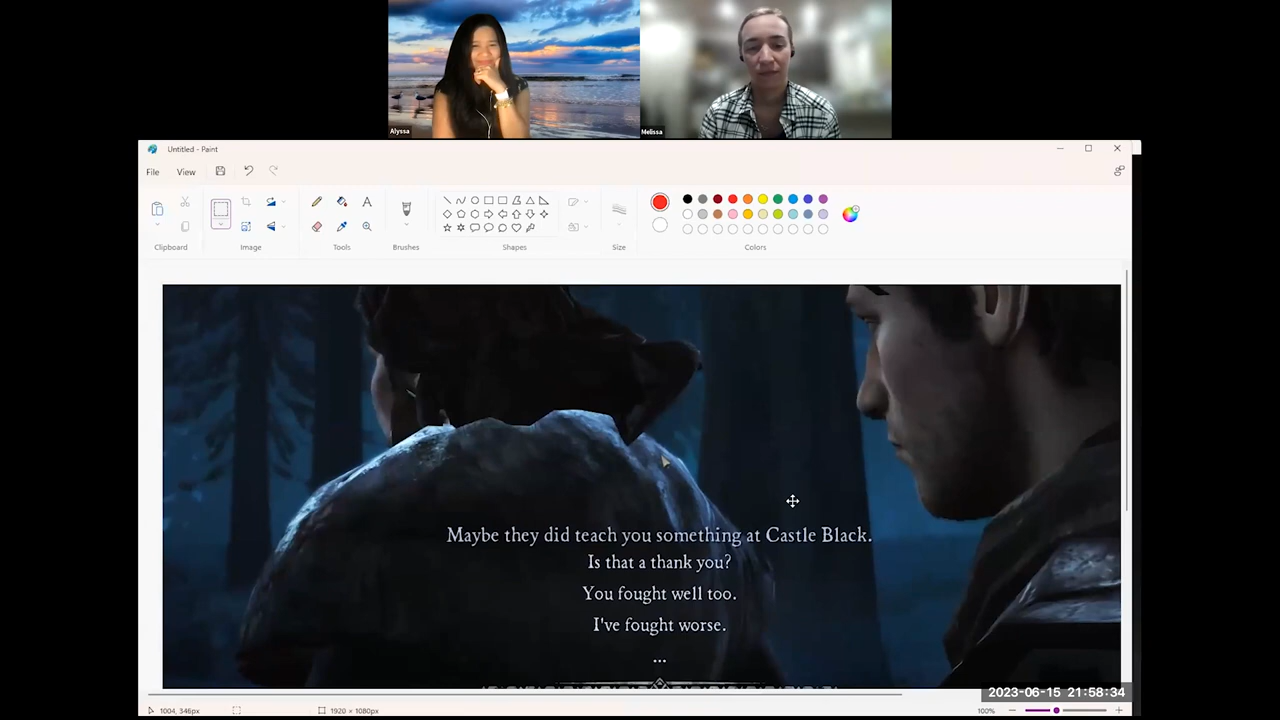 Alyssa
Melissa
Untitled - Paint
File
View
Clipboard
Image
Tools
Brushes
Shapes
Size
Colors
Maybe they did teach you something at Castle Black.
Is that a thank you?
You fought well too.
I've fought worse.
...
2023-06-15 21:58:34
1004, 346px
1920 × 1080px
100%